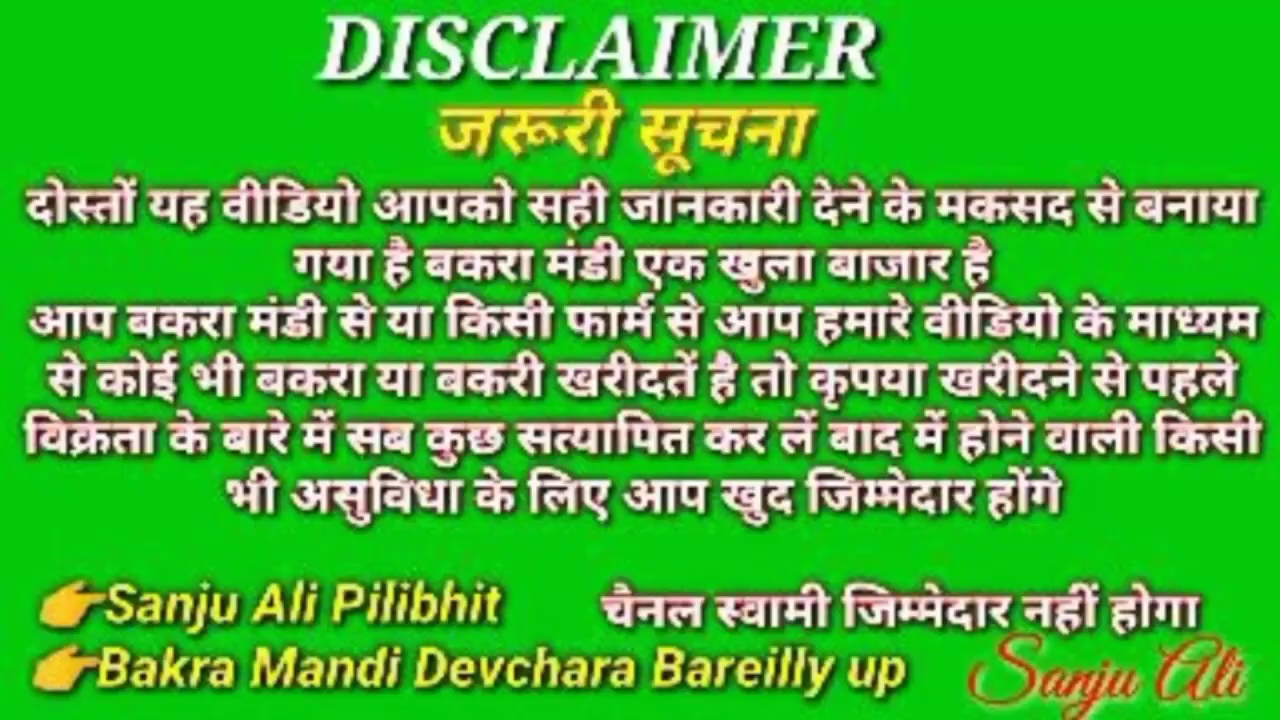 DISCLAIMER
जरूरी सूचना
दोस्तों यह वीडियो आपको सही जानकारी देने के मकसद से बनाया
गया है बकरा मंडी एक खुला बाजार है
आप बकरा मंडी से या किसी फार्म से आप हमारे वीडियो के माध्यम
से कोई भी बकरा या बकरी खरीदतें है तो कृपया खरीदने से पहले
विक्रेता के बारे में सब कुछ सत्यापित कर लें बाद में होने वाली किसी
भी असुविधा के लिए आप खुद जिम्मेदार होंगे
👉Sanju Ali Pilibhit
चैनल स्वामी जिम्मेदार नहीं होगा
👉Bakra Mandi Devchara Bareilly up
Sanju Ali